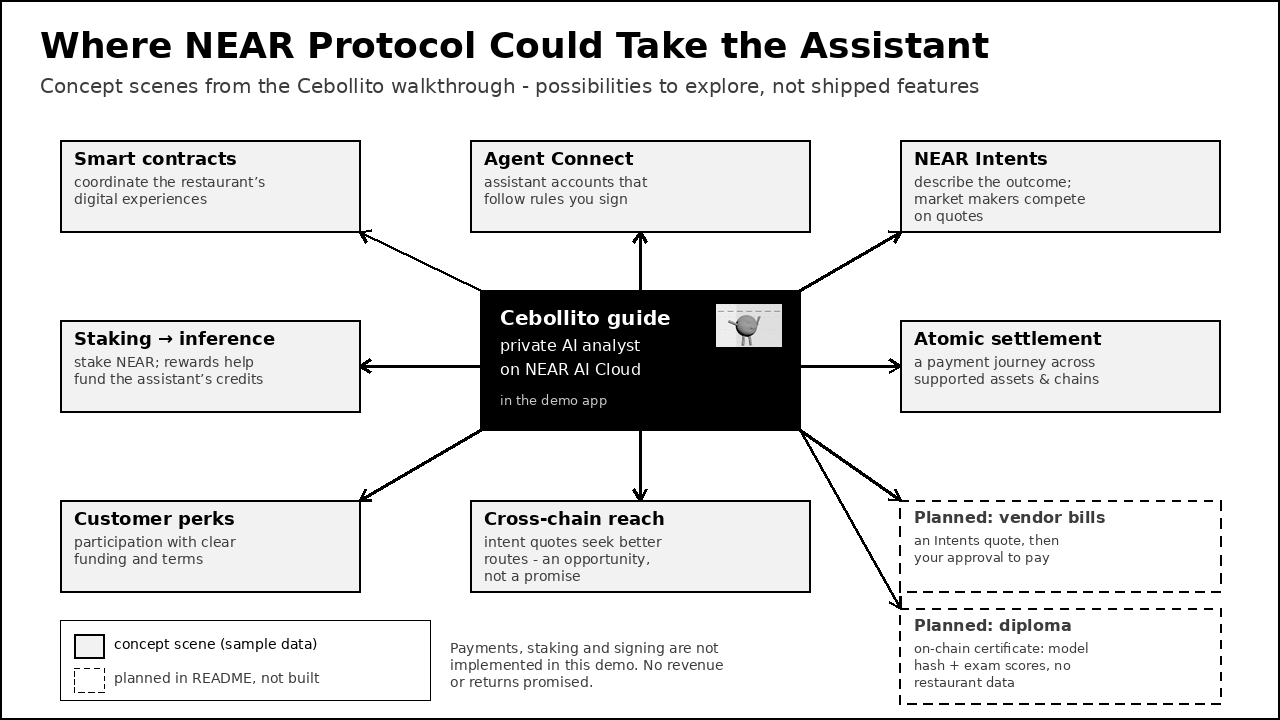 Where NEAR Protocol Could Take the Assistant
Concept scenes from the Cebollito walkthrough - possibilities to explore, not shipped features
Smart contracts
coordinate the restaurant’s
digital experiences
Agent Connect
assistant accounts that
follow rules you sign
NEAR Intents
describe the outcome;
market makers compete
on quotes
Staking → inference
stake NEAR; rewards help
fund the assistant’s credits
Cebollito guide
private AI analyst
on NEAR AI Cloud
in the demo app
Atomic settlement
a payment journey across
supported assets & chains
Customer perks
participation with clear
funding and terms
Cross-chain reach
intent quotes seek better
routes - an opportunity,
not a promise
Planned: vendor bills
an Intents quote, then
your approval to pay
Planned: diploma
on-chain certificate: model
hash + exam scores, no
restaurant data
concept scene (sample data)
planned in README, not built
Payments, staking and signing are not
implemented in this demo. No revenue
or returns promised.